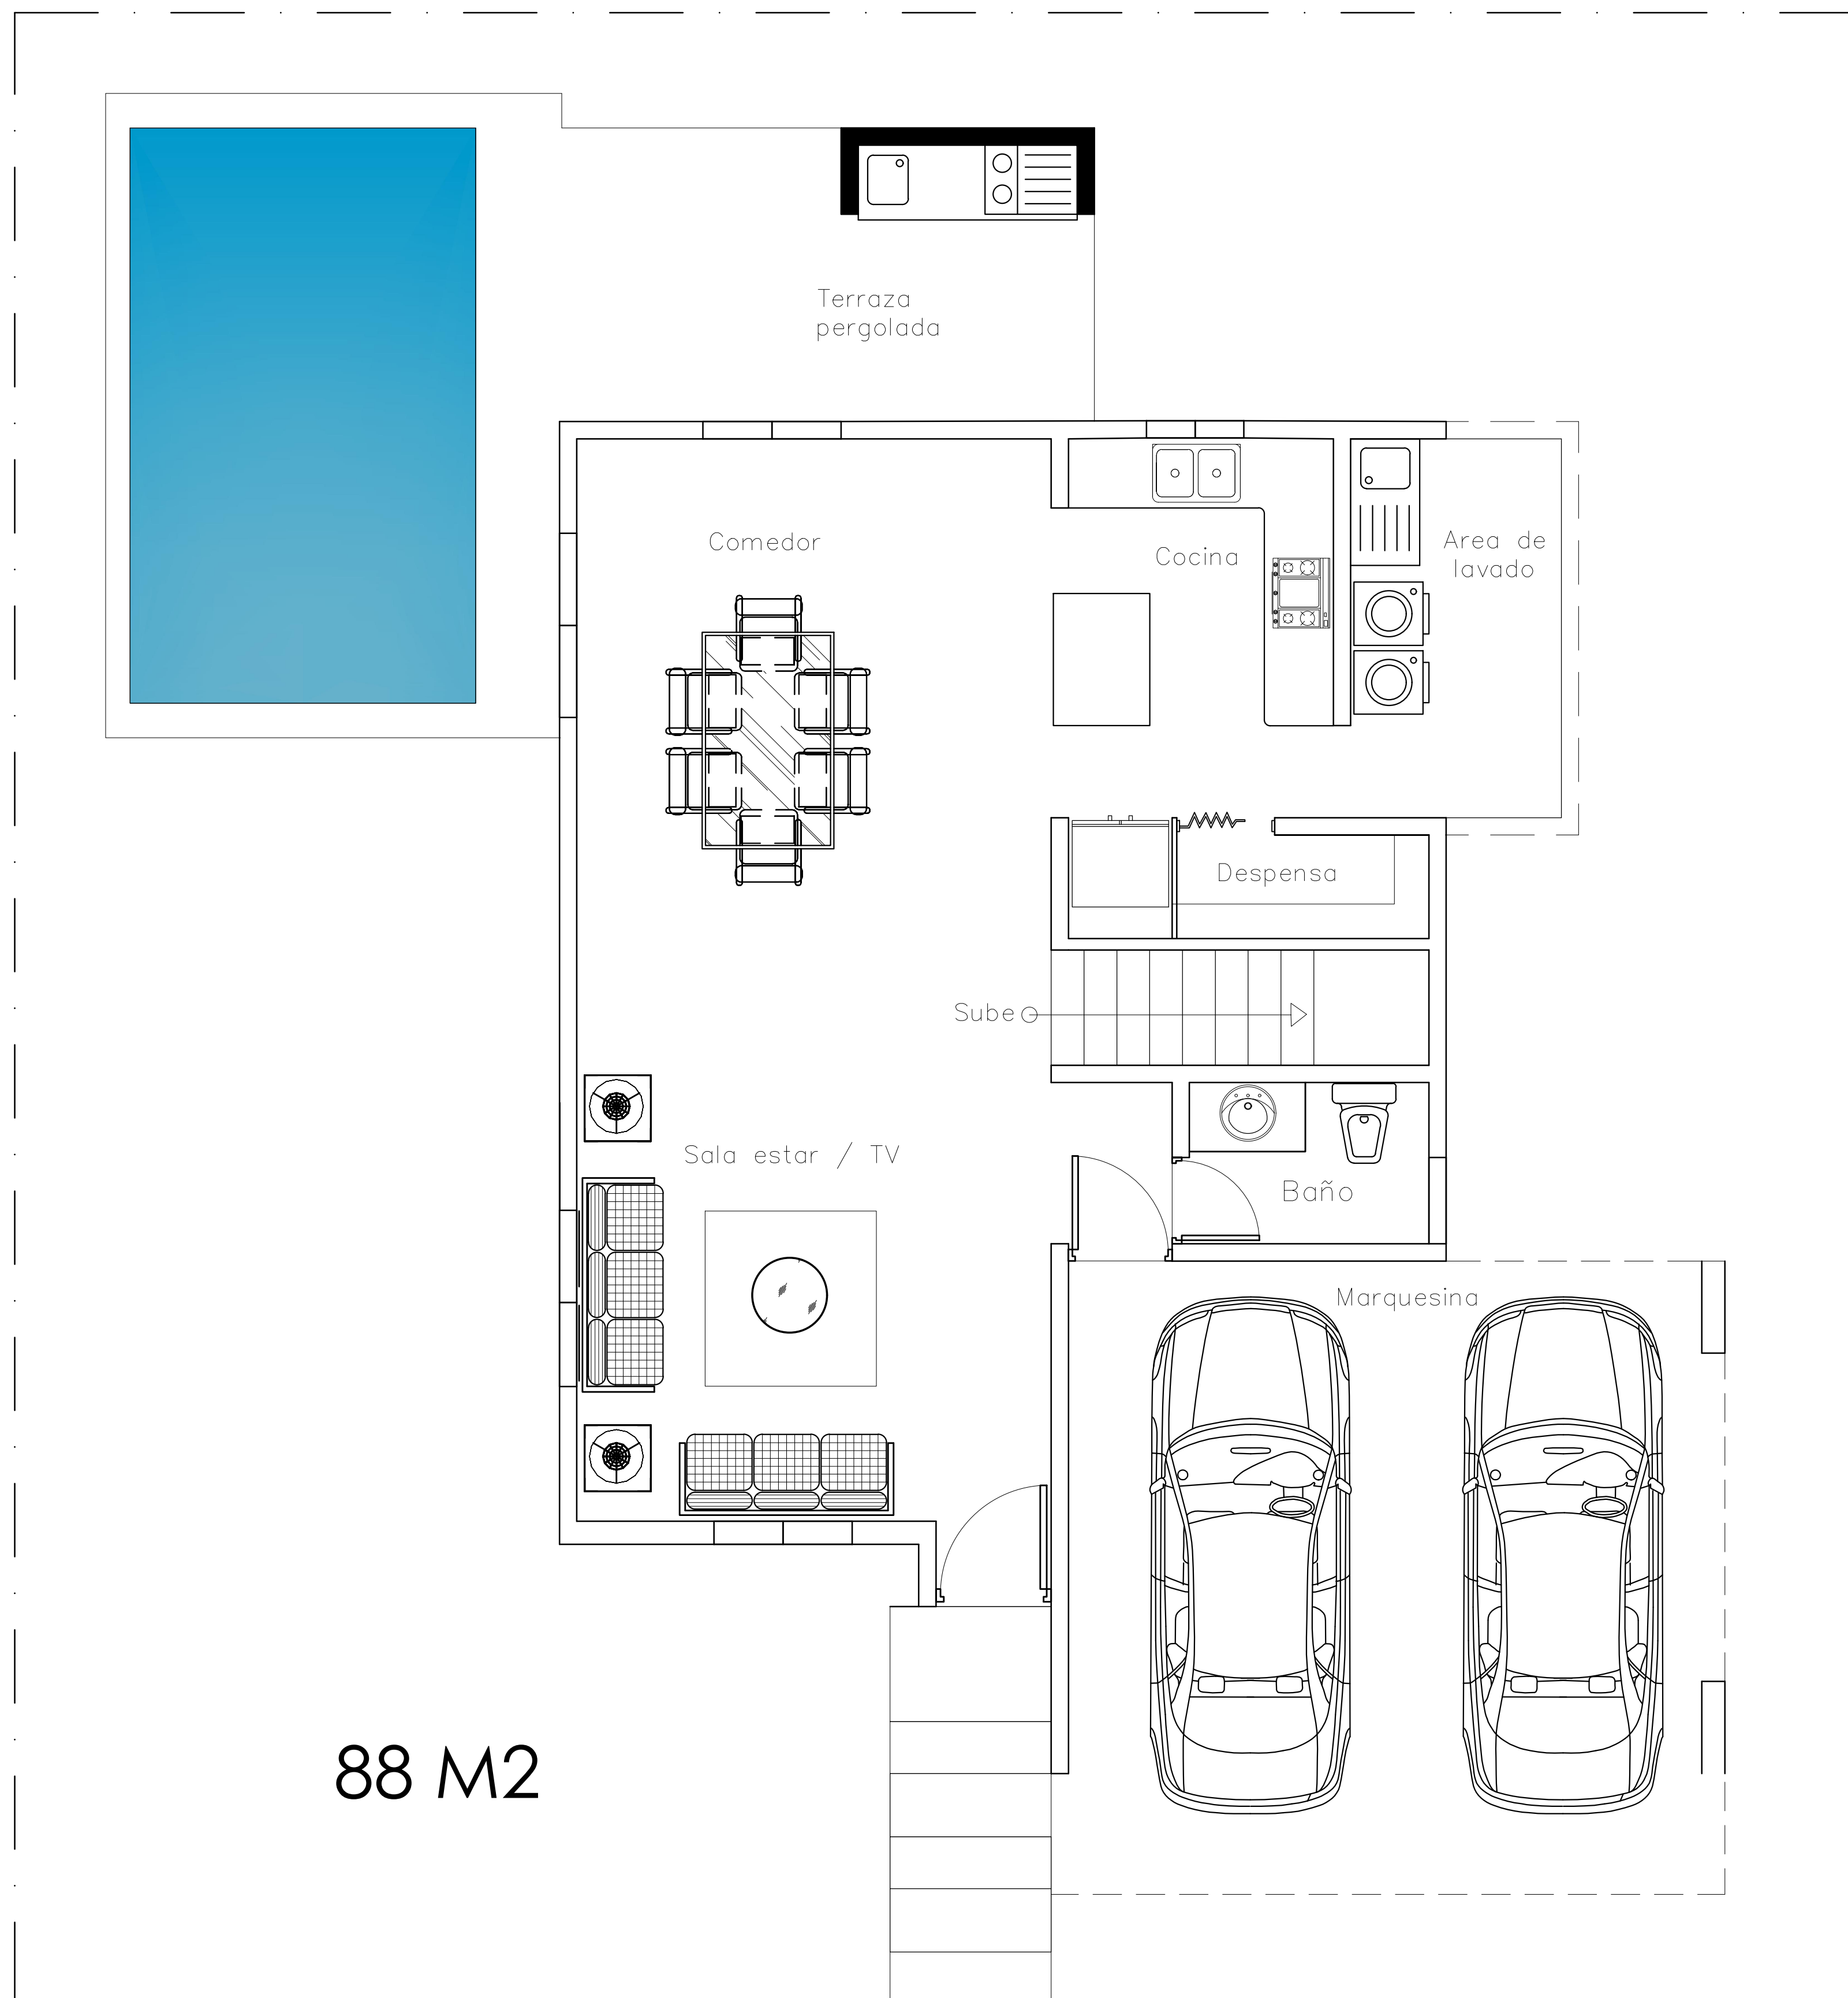 Terraza
pergolada
Comedor
Cocina
Area de
lavado
Despensa
Sube
Sala estar / TV
Baño
Marquesina
88 M2